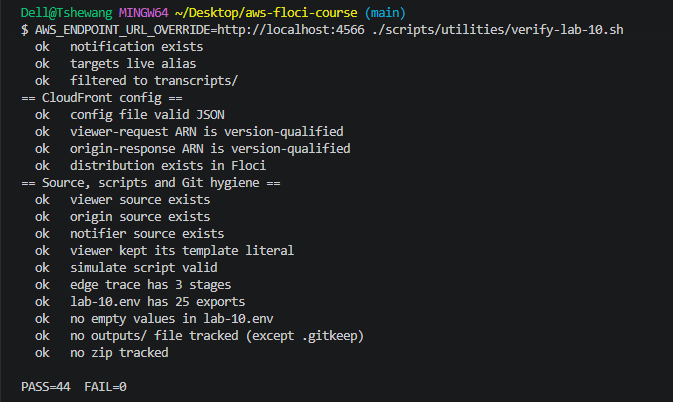 Dell@Tshewang MINGW64 ~/Desktop/aws-floci-course (main)
$ AWS_ENDPOINT_URL_OVERRIDE=http://localhost:4566 ./scripts/utilities/verify-lab-10.sh
ok notification exists
ok targets live alias
ok filtered to transcripts/
== CloudFront config ==
ok config file valid JSON
ok viewer-request ARN is version-qualified
ok origin-response ARN is version-qualified
ok distribution exists in Floci
== Source, scripts and Git hygiene ==
ok viewer source exists
ok origin source exists
ok notifier source exists
ok viewer kept its template literal
ok simulate script valid
ok edge trace has 3 stages
ok lab-10.env has 25 exports
ok no empty values in lab-10.env
ok no outputs/ file tracked (except .gitkeep)
ok no zip tracked
PASS=44 FAIL=0